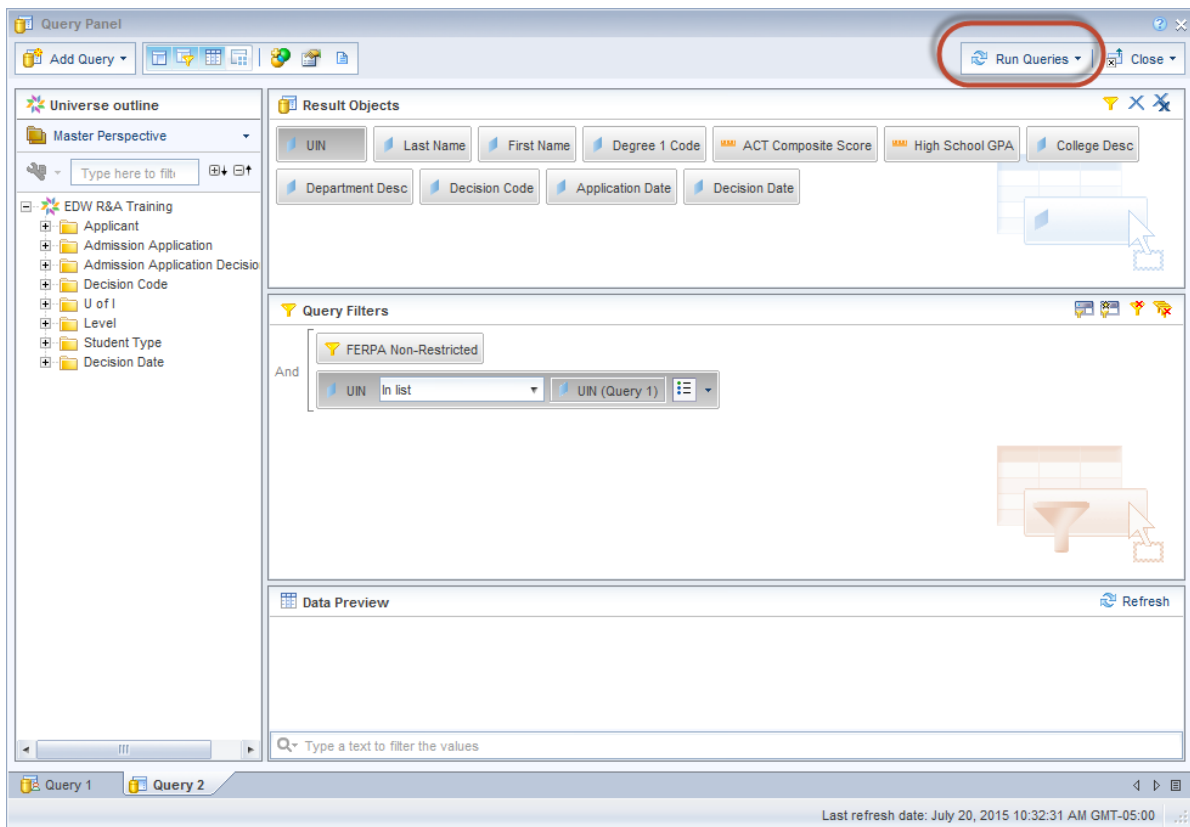 Query Panel
Add Query
Run Queries
Close
Universe outline
Master Perspective
Type here to filt
EDW R&A Training
Applicant
Admission Application
Admission Application Decisio
Decision Code
U of I
Level
Student Type
Decision Date
Result Objects
UIN Last Name First Name Degree 1 Code ACT Composite Score High School GPA College Desc
Department Desc Decision Code Application Date Decision Date
Query Filters
And
FERPA Non-Restricted
UIN In list UIN (Query 1)
Data Preview
Refresh
Type a text to filter the values
Query 1 Query 2
Last refresh date: July 20, 2015 10:32:31 AM GMT-05:00